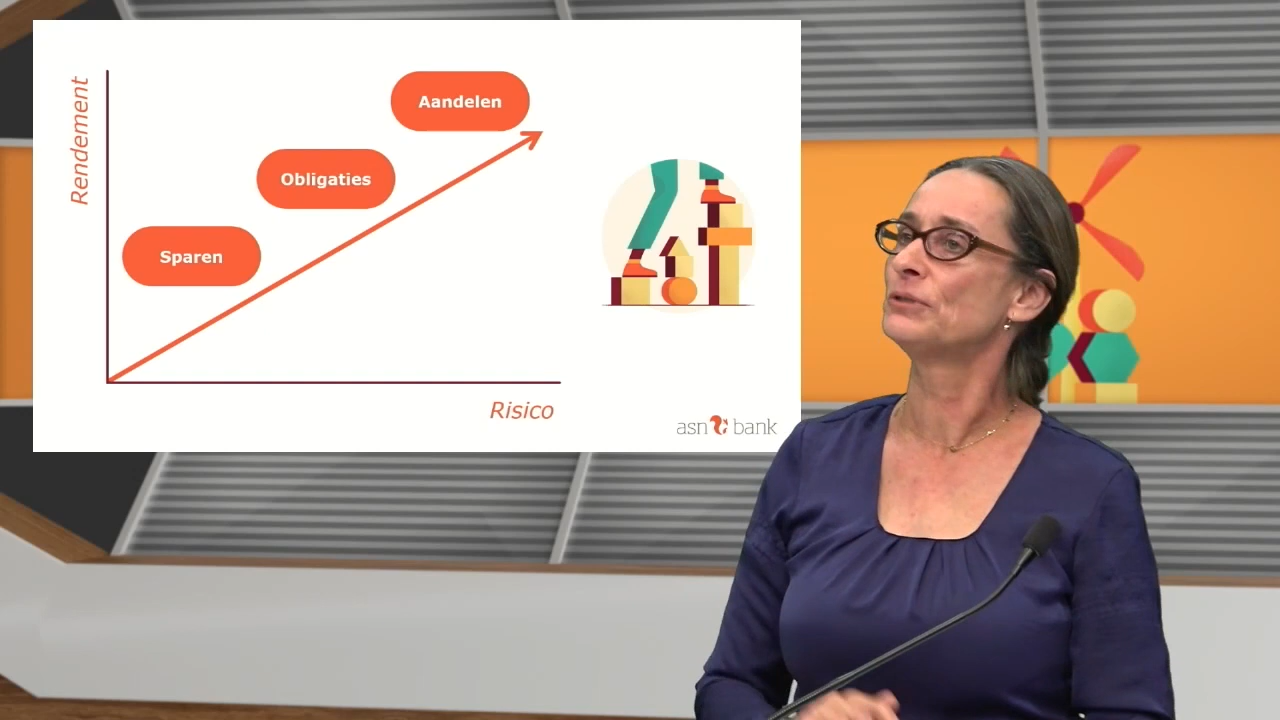 Rendement
Aandelen
Obligaties
Sparen
Risico
asn bank